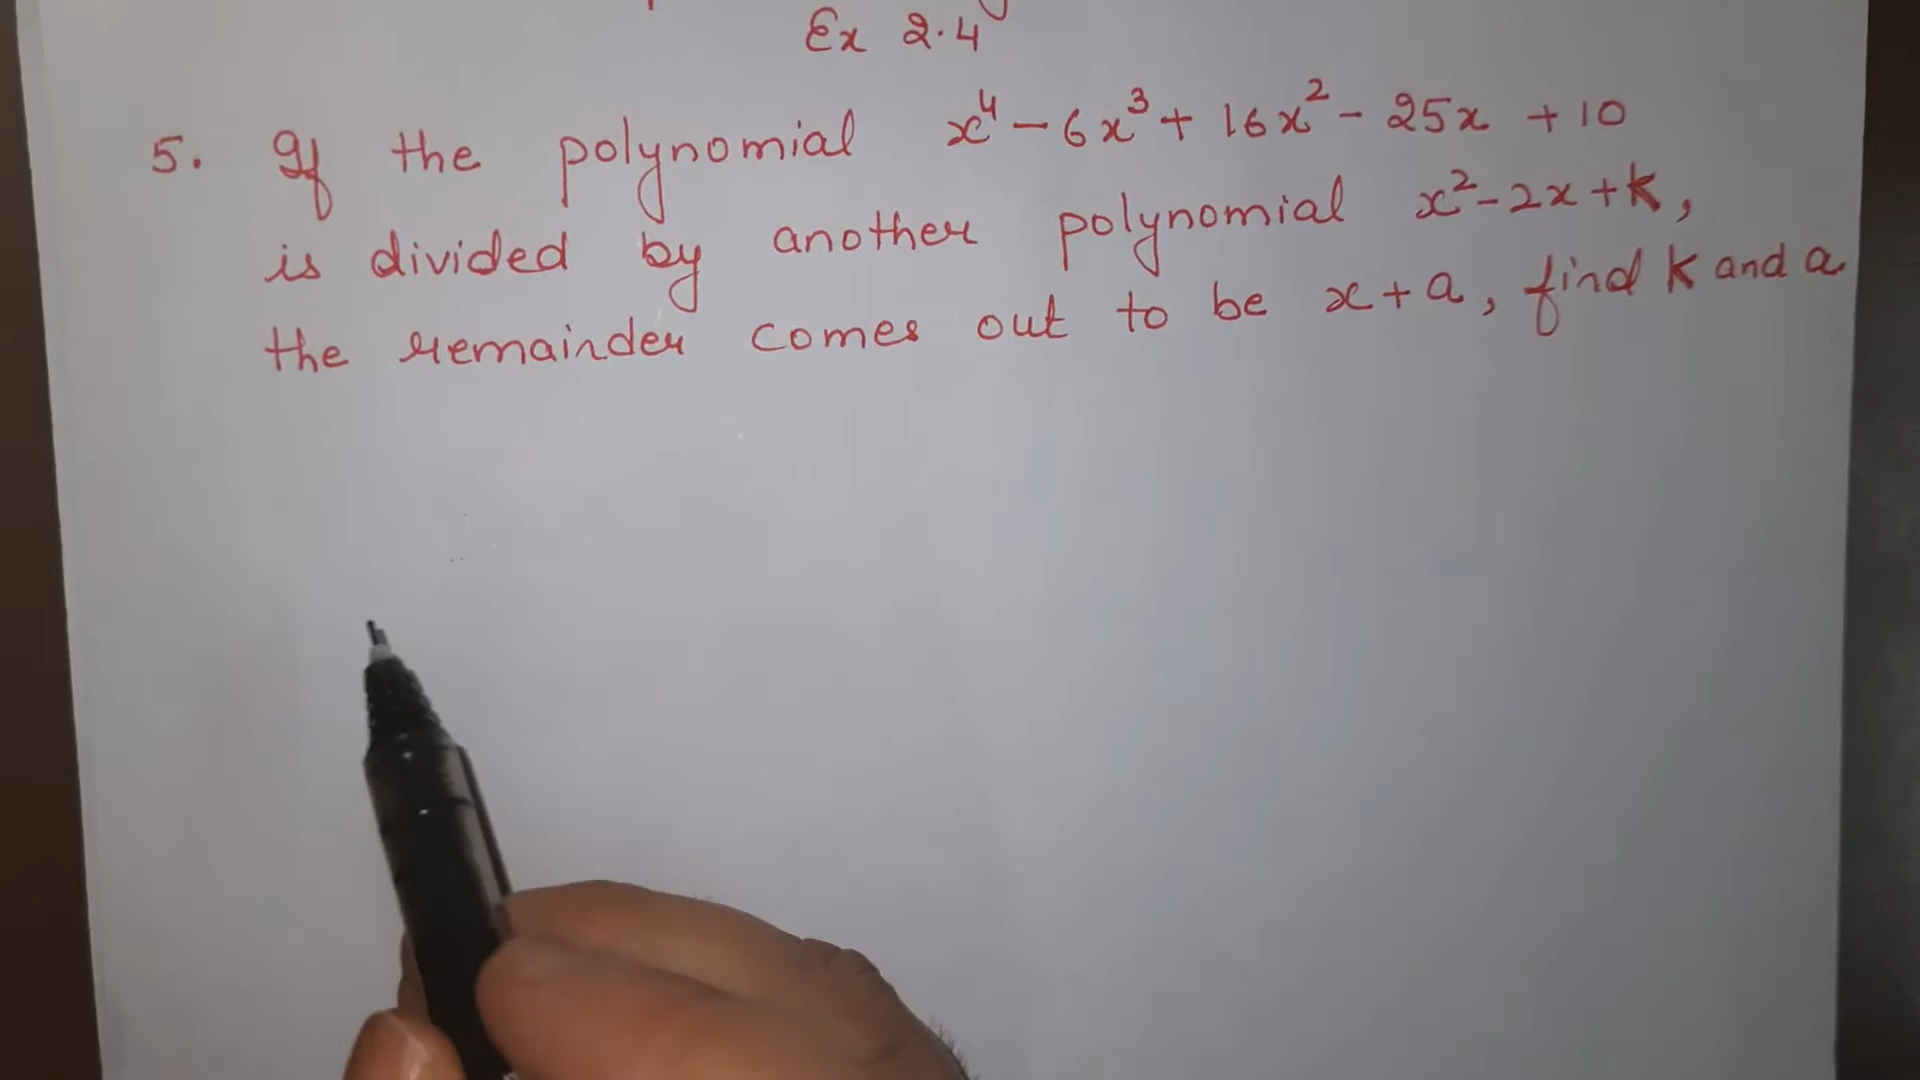 Ex 2.4
5. If the polynomial x⁴ - 6x³ + 16x² - 25x + 10
is divided by another polynomial x² - 2x + k,
the remainder comes out to be x + a, find k and a